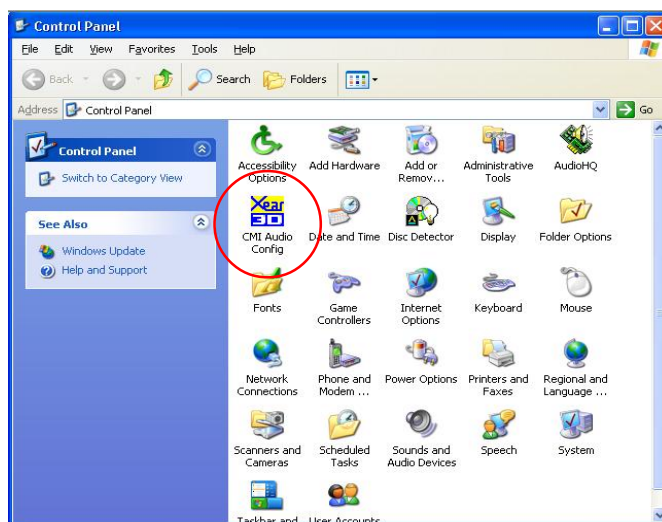 Control Panel
File Edit View Favorites Tools Help
Back Search Folders
Address Control Panel Go
Control Panel
Switch to Category View
See Also
Windows Update
Help and Support
Accessibility Options
Add Hardware
Add or Remov...
Administrative Tools
AudioHQ
Xear 3D
CMI Audio Config
Date and Time
Disc Detector
Display
Folder Options
Fonts
Game Controllers
Internet Options
Keyboard
Mouse
Network Connections
Phone and Modem ...
Power Options
Printers and Faxes
Regional and Language ...
Scanners and Cameras
Scheduled Tasks
Sounds and Audio Devices
Speech
System
Taskbar and
User Accounts